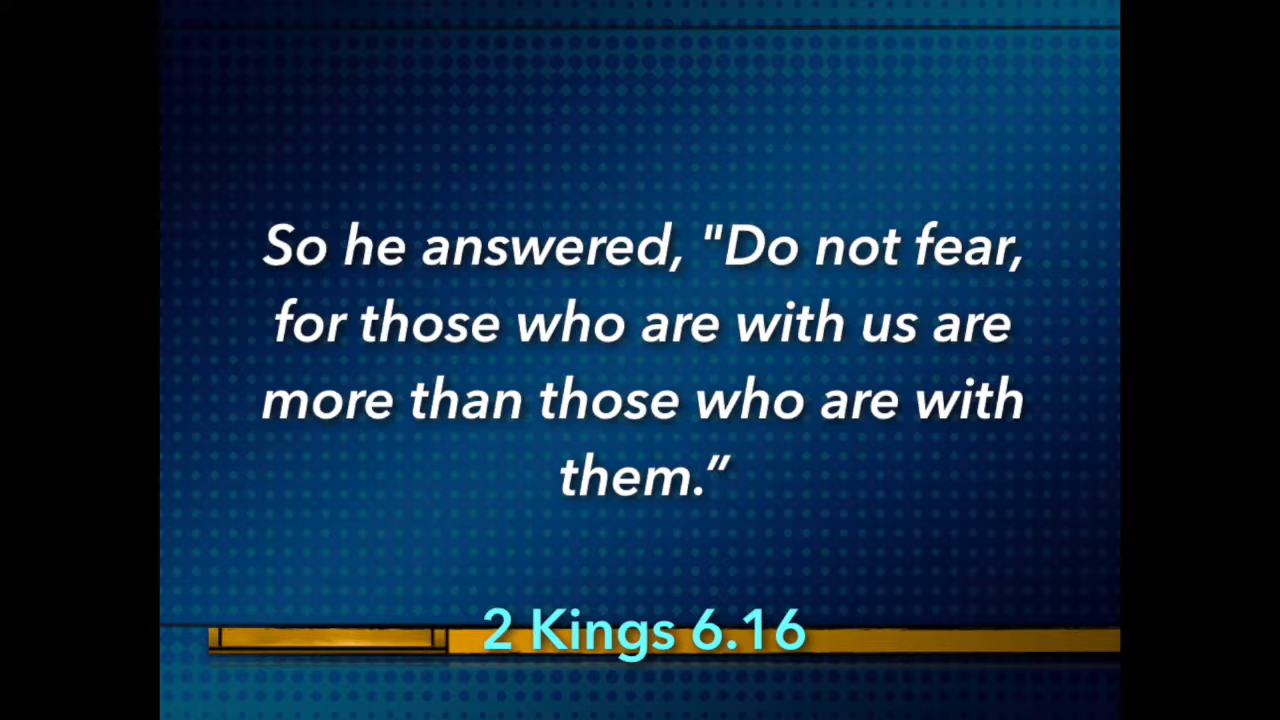 So he answered, "Do not fear,
for those who are with us are
more than those who are with
them.”
2 Kings 6.16